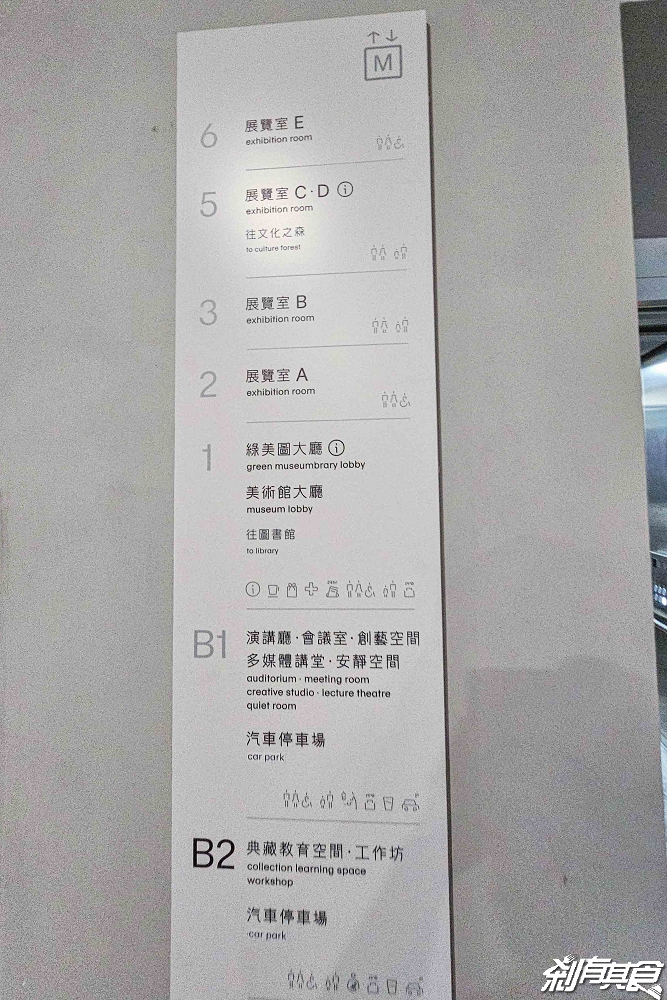 ↑↓
M
6 展覽室 E
exhibition room
5 展覽室 C·D
exhibition room
往文化之森
to culture forest
3 展覽室 B
exhibition room
2 展覽室 A
exhibition room
1 綠美圖大廳
green museumbrary lobby
美術館大廳
museum lobby
往圖書館
to library
B1 演講廳·會議室·創藝空間
多媒體講堂·安靜空間
auditorium · meeting room
creative studio · lecture theatre
quiet room
汽車停車場
car park
B2 典藏教育空間·工作坊
collection learning space
workshop
汽車停車場
car park
剎有其食